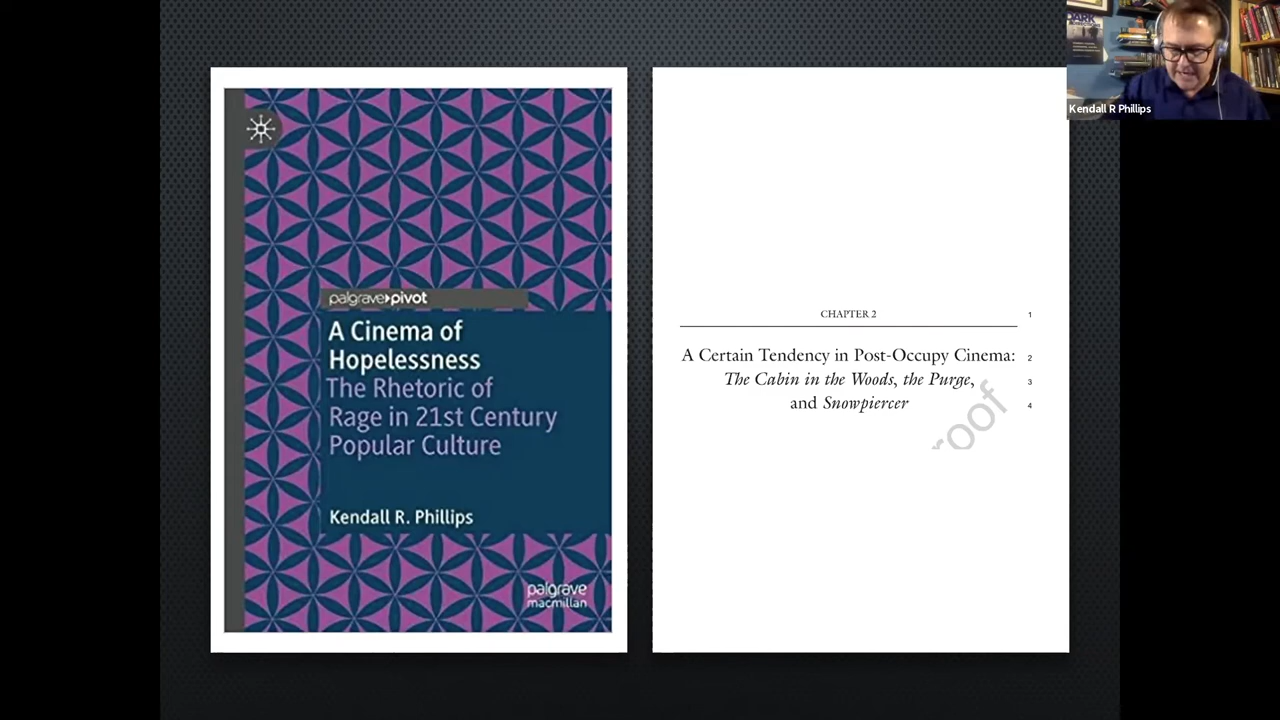 palgrave▸pivot
A Cinema of
Hopelessness
The Rhetoric of
Rage in 21st Century
Popular Culture
Kendall R. Phillips
palgrave
macmillan
CHAPTER 2 1
A Certain Tendency in Post-Occupy Cinema: 2
The Cabin in the Woods, the Purge, 3
and Snowpiercer 4
roof
DARK
Kendall R Phillips